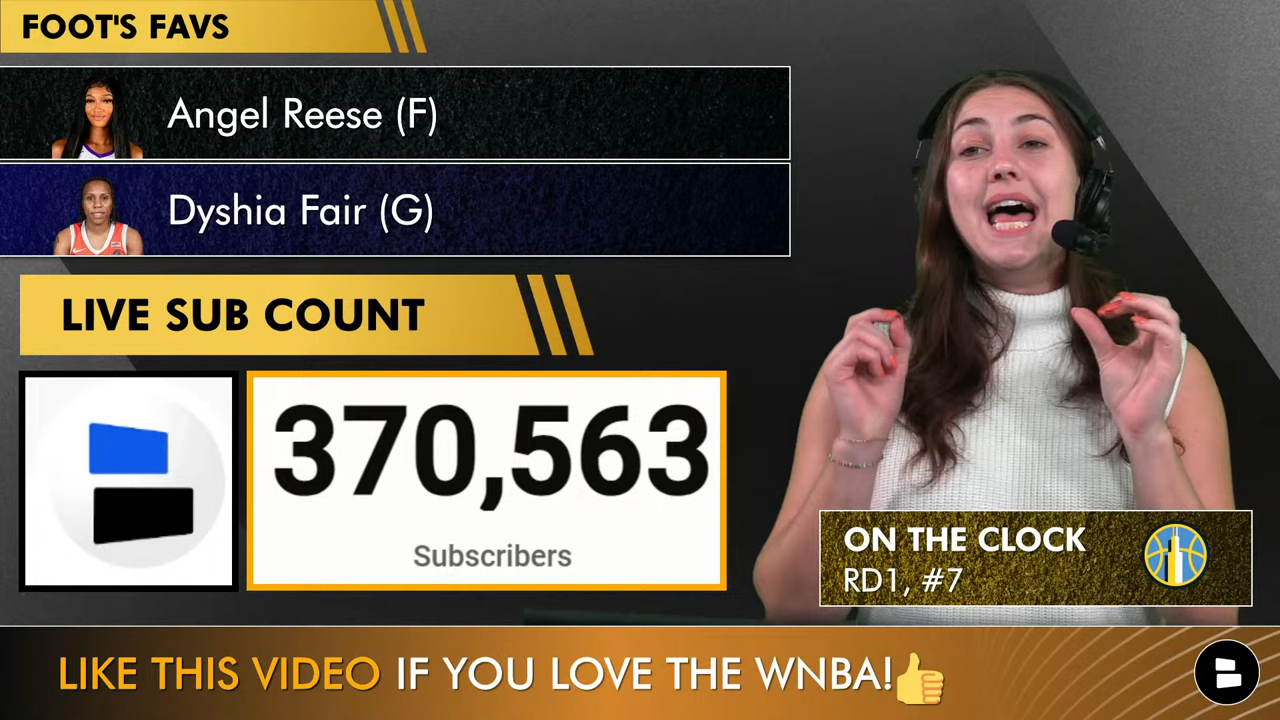 FOOT'S FAVS
Angel Reese (F)
Dyshia Fair (G)
LIVE SUB COUNT
370,563
Subscribers
ON THE CLOCK
RD1, #7
LIKE THIS VIDEO IF YOU LOVE THE WNBA!